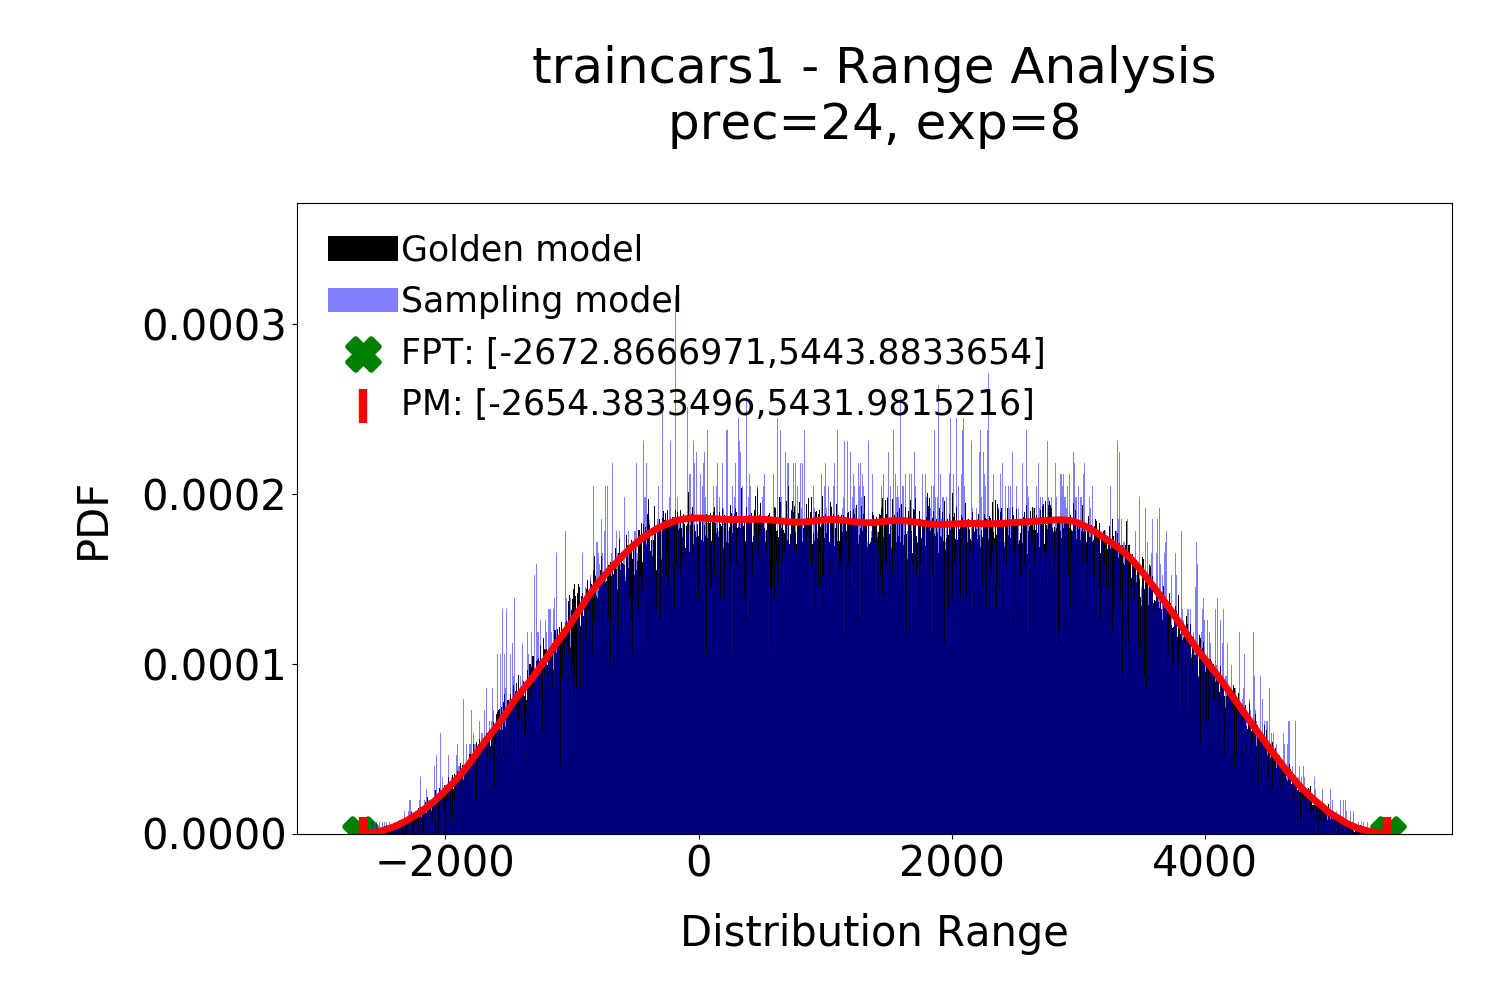 traincars1 - Range Analysis
prec=24, exp=8
Golden model
Sampling model
FPT: [-2672.8666971,5443.8833654]
PM: [-2654.3833496,5431.9815216]
PDF
0.0003
0.0002
0.0001
0.0000
−2000 0 2000 4000
Distribution Range